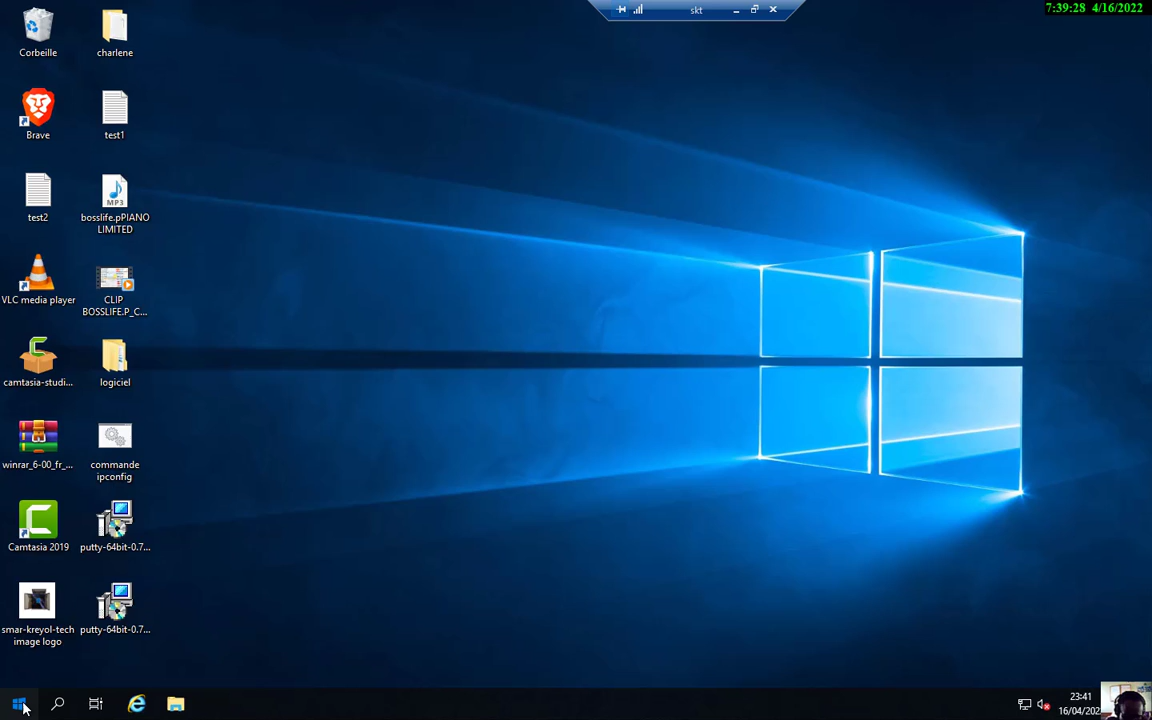 skt
7:39:28 4/16/2022
Corbeille
charlene
Brave
test1
test2
MP3
bosslife.pPIANO
LIMITED
VLC media player
CLIP
BOSSLIFE.P_C...
camtasia-studi...
logiciel
winrar_6-00_fr_...
commande
ipconfig
Camtasia 2019
putty-64bit-0.7...
smar-kreyol-tech
image logo
putty-64bit-0.7...
23:41
16/04/202